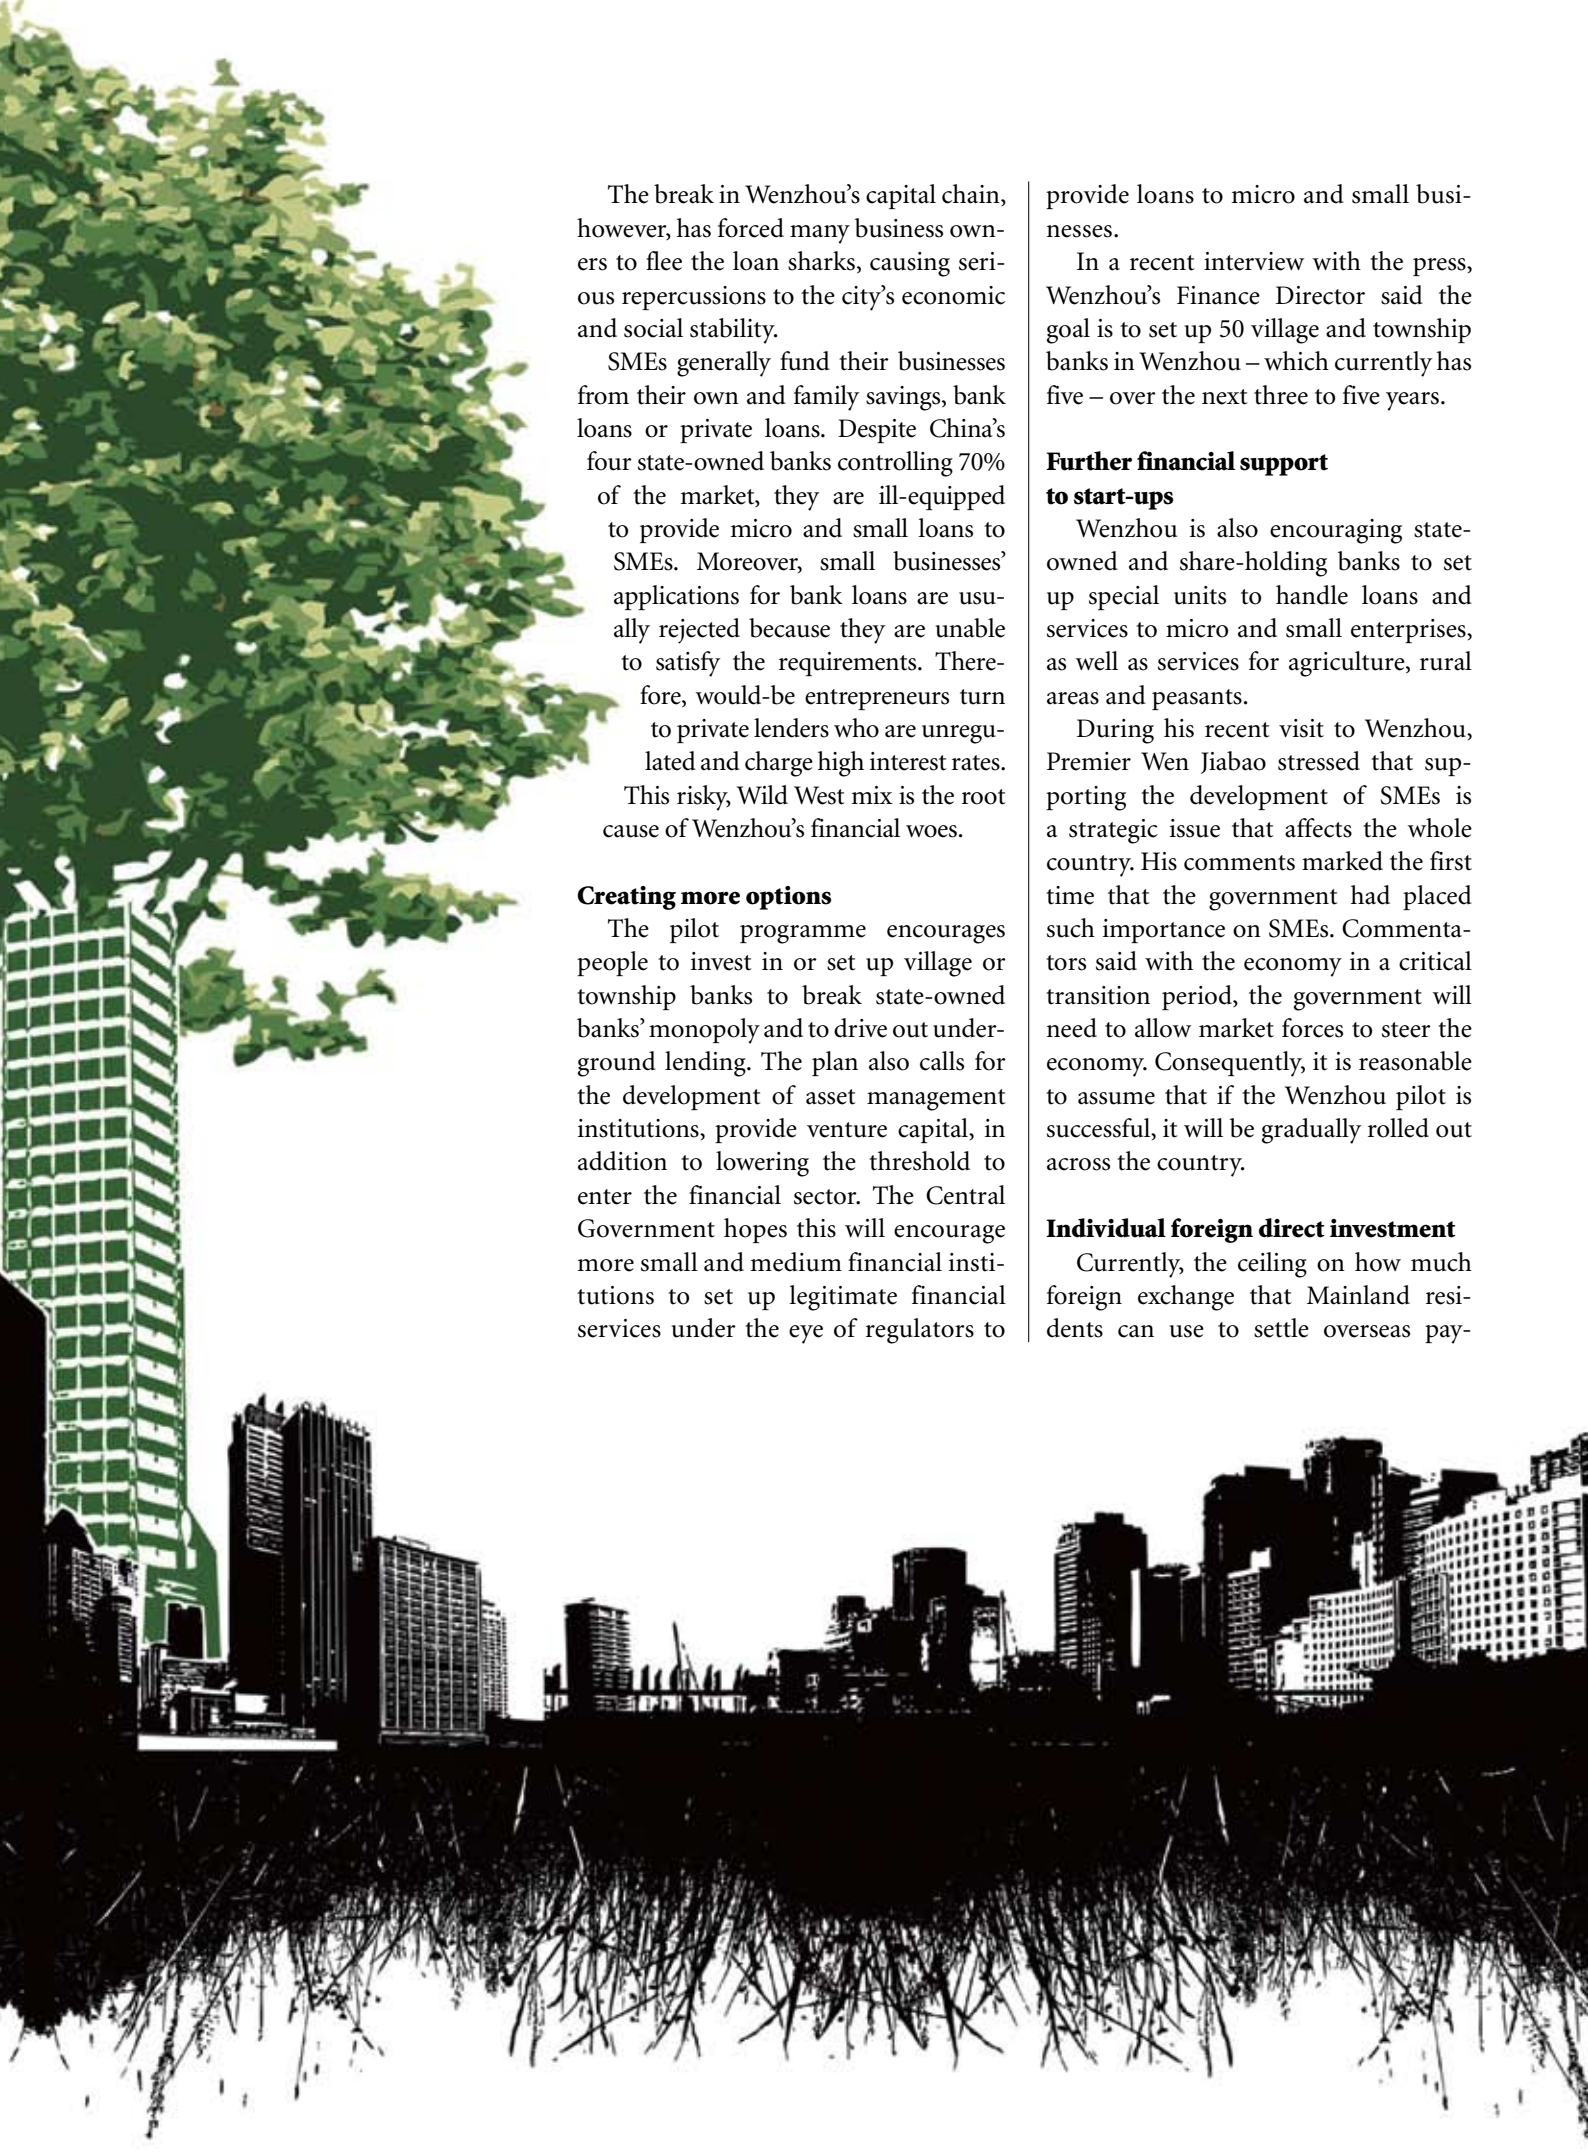 The break in Wenzhou’s capital chain,
however, has forced many business own-
ers to flee the loan sharks, causing seri-
ous repercussions to the city’s economic
and social stability.
SMEs generally fund their businesses
from their own and family savings, bank
loans or private loans. Despite China’s
four state-owned banks controlling 70%
of the market, they are ill-equipped
to provide micro and small loans to
SMEs. Moreover, small businesses’
applications for bank loans are usu-
ally rejected because they are unable
to satisfy the requirements. There-
fore, would-be entrepreneurs turn
to private lenders who are unregu-
lated and charge high interest rates.
This risky, Wild West mix is the root
cause of Wenzhou’s financial woes.
Creating more options
The pilot programme encourages
people to invest in or set up village or
township banks to break state-owned
banks’ monopoly and to drive out under-
ground lending. The plan also calls for
the development of asset management
institutions, provide venture capital, in
addition to lowering the threshold to
enter the financial sector. The Central
Government hopes this will encourage
more small and medium financial insti-
tutions to set up legitimate financial
services under the eye of regulators to
provide loans to micro and small busi-
nesses.
In a recent interview with the press,
Wenzhou’s Finance Director said the
goal is to set up 50 village and township
banks in Wenzhou – which currently has
five – over the next three to five years.
Further financial support
to start-ups
Wenzhou is also encouraging state-
owned and share-holding banks to set
up special units to handle loans and
services to micro and small enterprises,
as well as services for agriculture, rural
areas and peasants.
During his recent visit to Wenzhou,
Premier Wen Jiabao stressed that sup-
porting the development of SMEs is
a strategic issue that affects the whole
country. His comments marked the first
time that the government had placed
such importance on SMEs. Commenta-
tors said with the economy in a critical
transition period, the government will
need to allow market forces to steer the
economy. Consequently, it is reasonable
to assume that if the Wenzhou pilot is
successful, it will be gradually rolled out
across the country.
Individual foreign direct investment
Currently, the ceiling on how much
foreign exchange that Mainland resi-
dents can use to settle overseas pay-